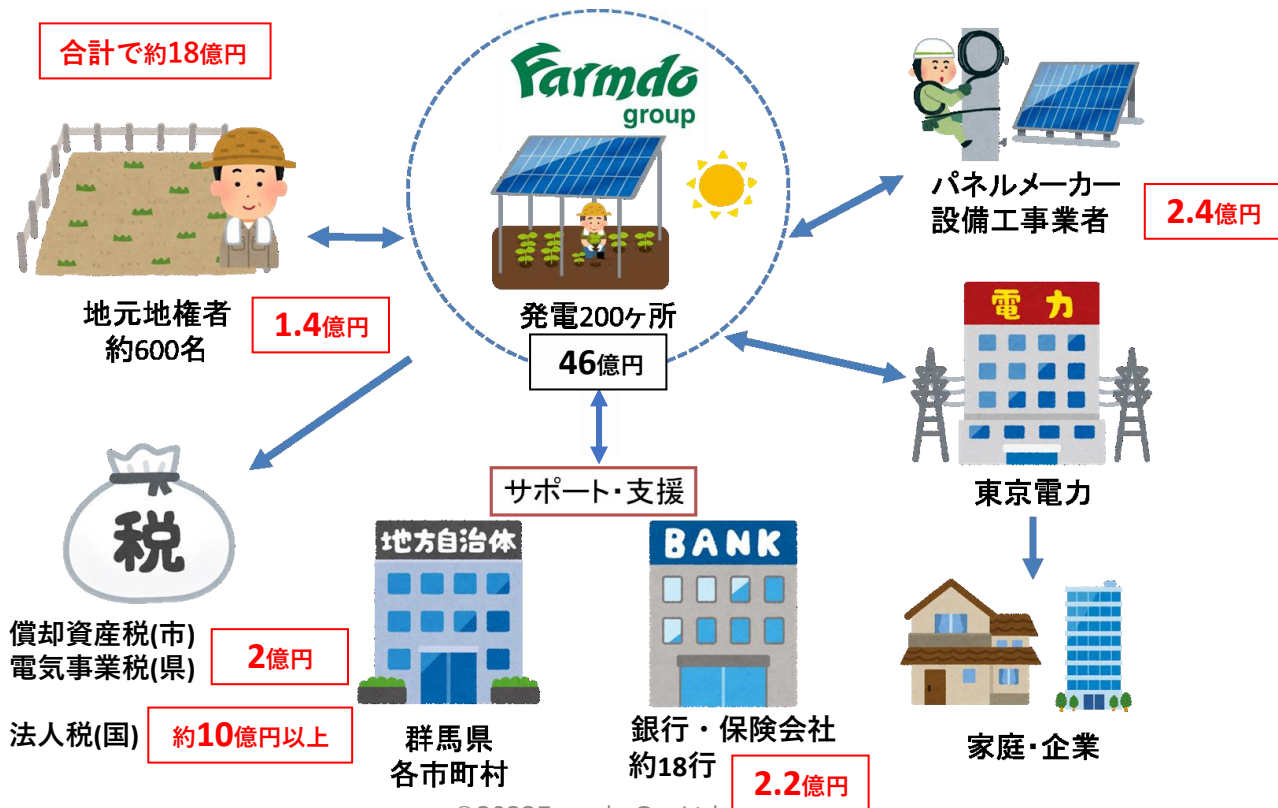 合計で約18億円
Farmdo
group
発電200ヶ所
46億円
地元地権者
約600名
1.4億円
パネルメーカー
設備工事業者
2.4億円
電力
東京電力
家庭・企業
サポート・支援
地方自治体
群馬県
各市町村
BANK
銀行・保険会社
約18行
2.2億円
税
償却資産税(市)
電気事業税(県)
2億円
法人税(国)
約10億円以上